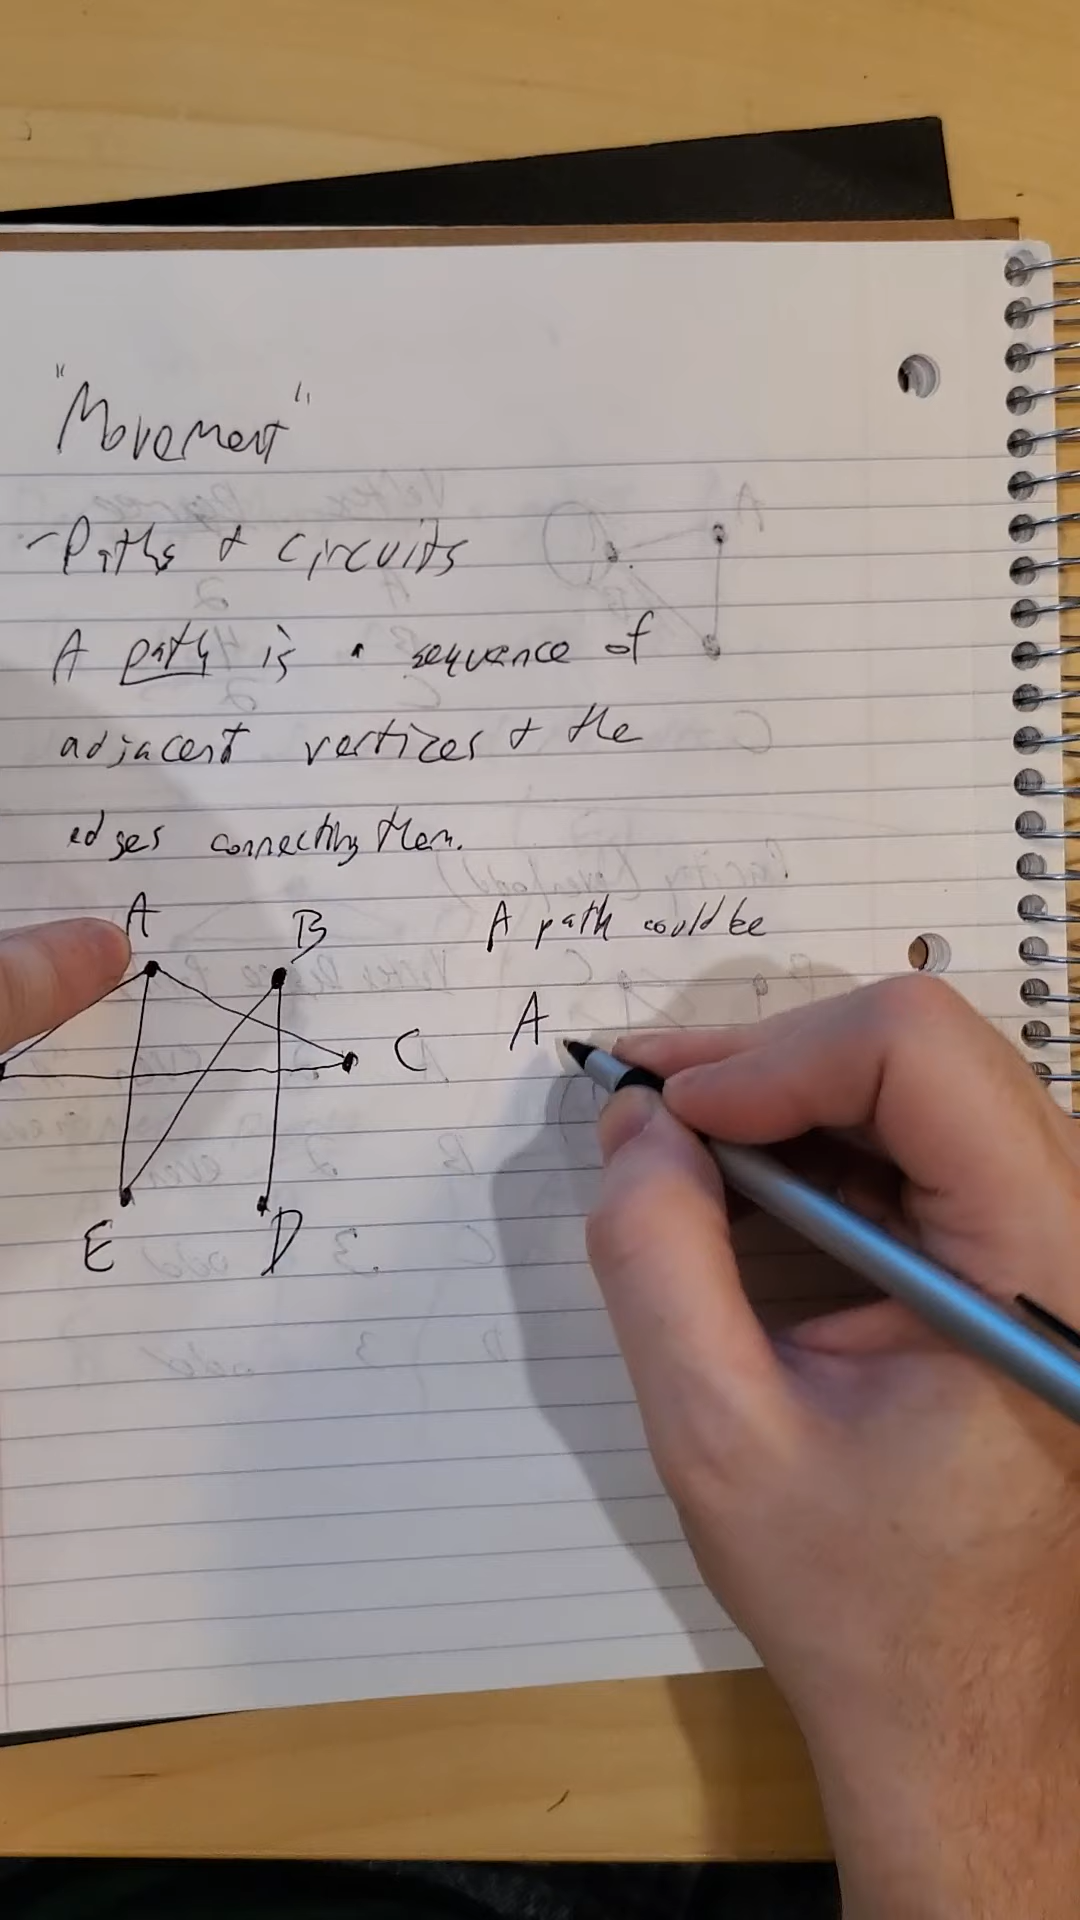 "Movement"
-Paths & circuits
A path is a sequence of
adjacent vertices & the
edges connecting them.
A B A path could be
A
C
E D